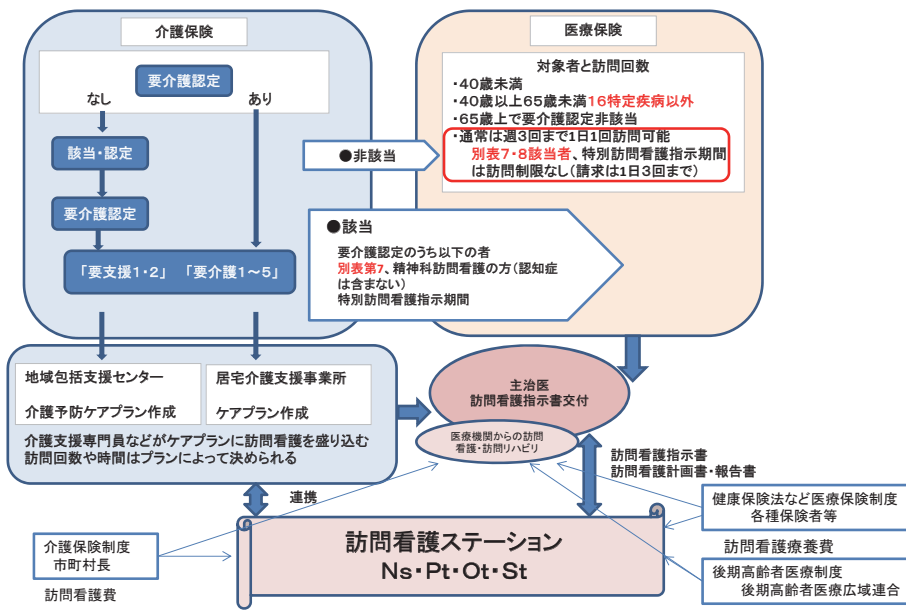 介護保険
要介護認定
なし
あり
該当・認定
要介護認定
「要支援1・2」 「要介護1～5」
●非該当
医療保険
対象者と訪問回数
・40歳未満
・40歳以上65歳未満16特定疾病以外
・65歳上で要介護認定非該当
・通常は週3回まで1日1回訪問可能
別表7・8該当者、特別訪問看護指示期間
は訪問制限なし(請求は1日3回まで)
●該当
要介護認定のうち以下の者
別表第7、精神科訪問看護の方(認知症
は含まない)
特別訪問看護指示期間
地域包括支援センター
介護予防ケアプラン作成
居宅介護支援事業所
ケアプラン作成
介護支援専門員などがケアプランに訪問看護を盛り込む
訪問回数や時間はプランによって決められる
主治医
訪問看護指示書交付
医療機関からの訪問
看護・訪問リハビリ
連携
訪問看護指示書
訪問看護計画書・報告書
訪問看護ステーション
Ns・Pt・Ot・St
介護保険制度
市町村長
訪問看護費
健康保険法など医療保険制度
各種保険者等
訪問看護療養費
後期高齢者医療制度
後期高齢者医療広域連合